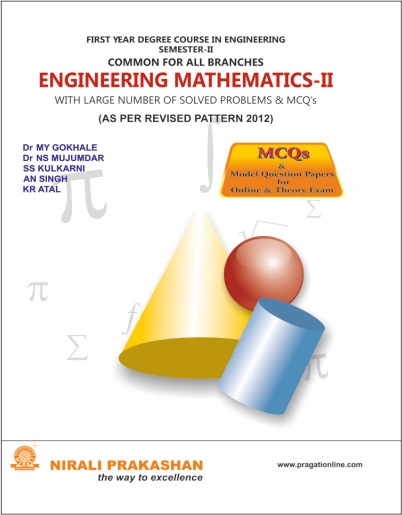 FIRST YEAR DEGREE COURSE IN ENGINEERING
SEMESTER-II
COMMON FOR ALL BRANCHES
ENGINEERING MATHEMATICS-II
WITH LARGE NUMBER OF SOLVED PROBLEMS & MCQ's
(AS PER REVISED PATTERN 2012)
Dr MY GOKHALE
Dr NS MUJUMDAR
SS KULKARNI
AN SINGH
KR ATAL
MCQs
&
Model Question Papers
for
Online & Theory Exam
∫
π
Σ
√
π
Σ
f
π
NIRALI PRAKASHAN
the way to excellence
www.pragationline.com